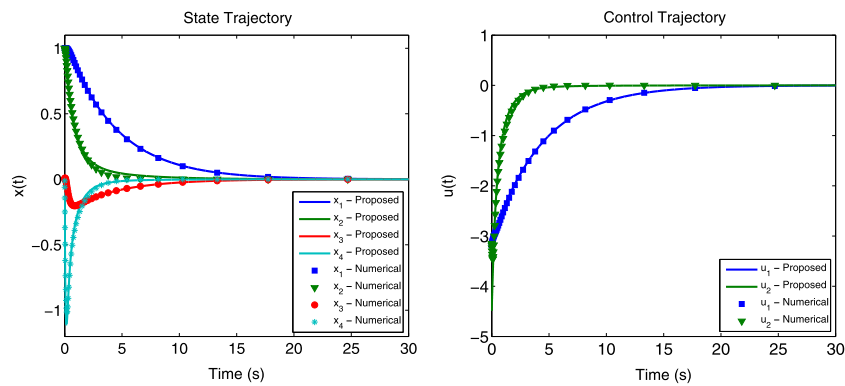 State Trajectory
x(t)
1
0.5
0
−0.5
−1
0
5
10
15
20
25
30
Time (s)
x1 − Proposed
x2 − Proposed
x3 − Proposed
x4 − Proposed
x1 − Numerical
x2 − Numerical
x3 − Numerical
x4 − Numerical
Control Trajectory
u(t)
1
0
−1
−2
−3
−4
−5
0
5
10
15
20
25
30
Time (s)
u1 − Proposed
u2 − Proposed
u1 − Numerical
u2 − Numerical